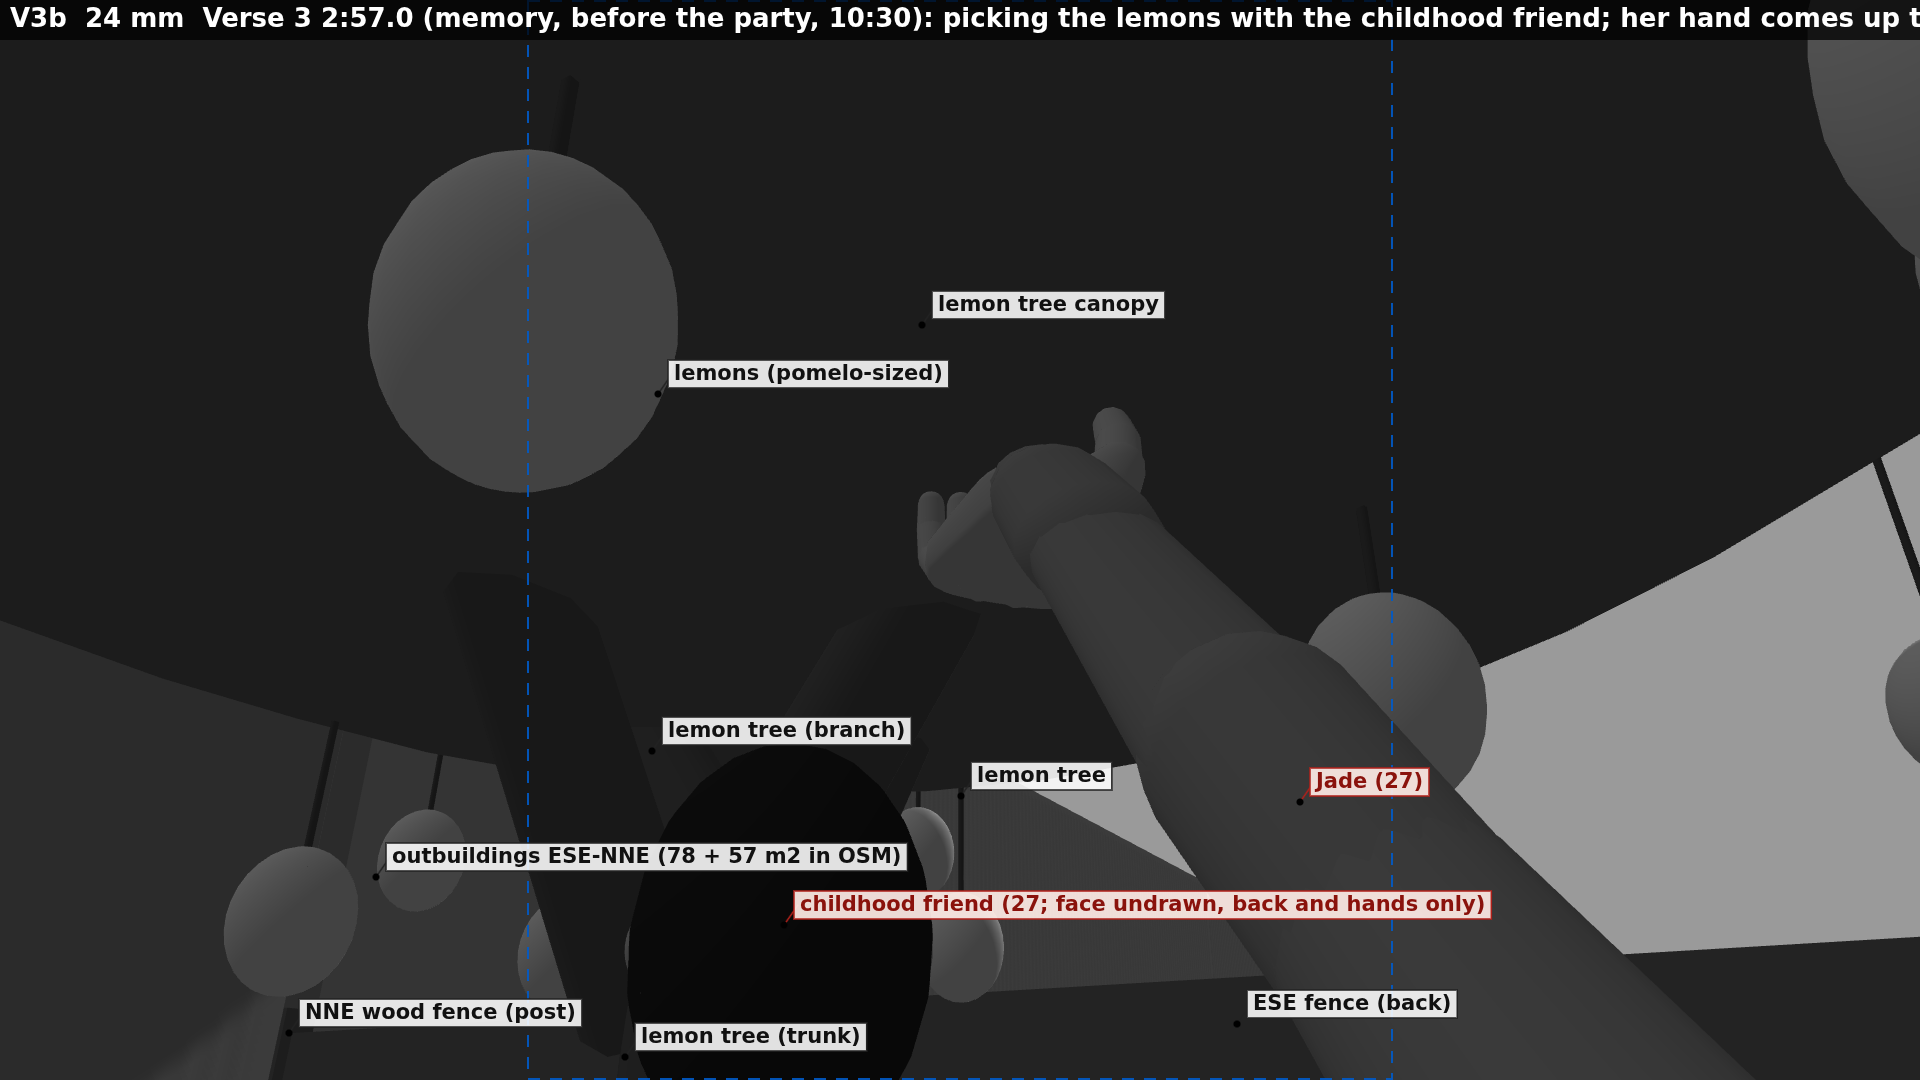 V3b 24 mm Verse 3 2:57.0 (memory, before the party, 10:30): picking the lemons with the childhood friend; her hand comes up
lemon tree canopy
lemons (pomelo-sized)
lemon tree (branch)
lemon tree
Jade (27)
outbuildings ESE-NNE (78 + 57 m2 in OSM)
childhood friend (27; face undrawn, back and hands only)
NNE wood fence (post)
ESE fence (back)
lemon tree (trunk)